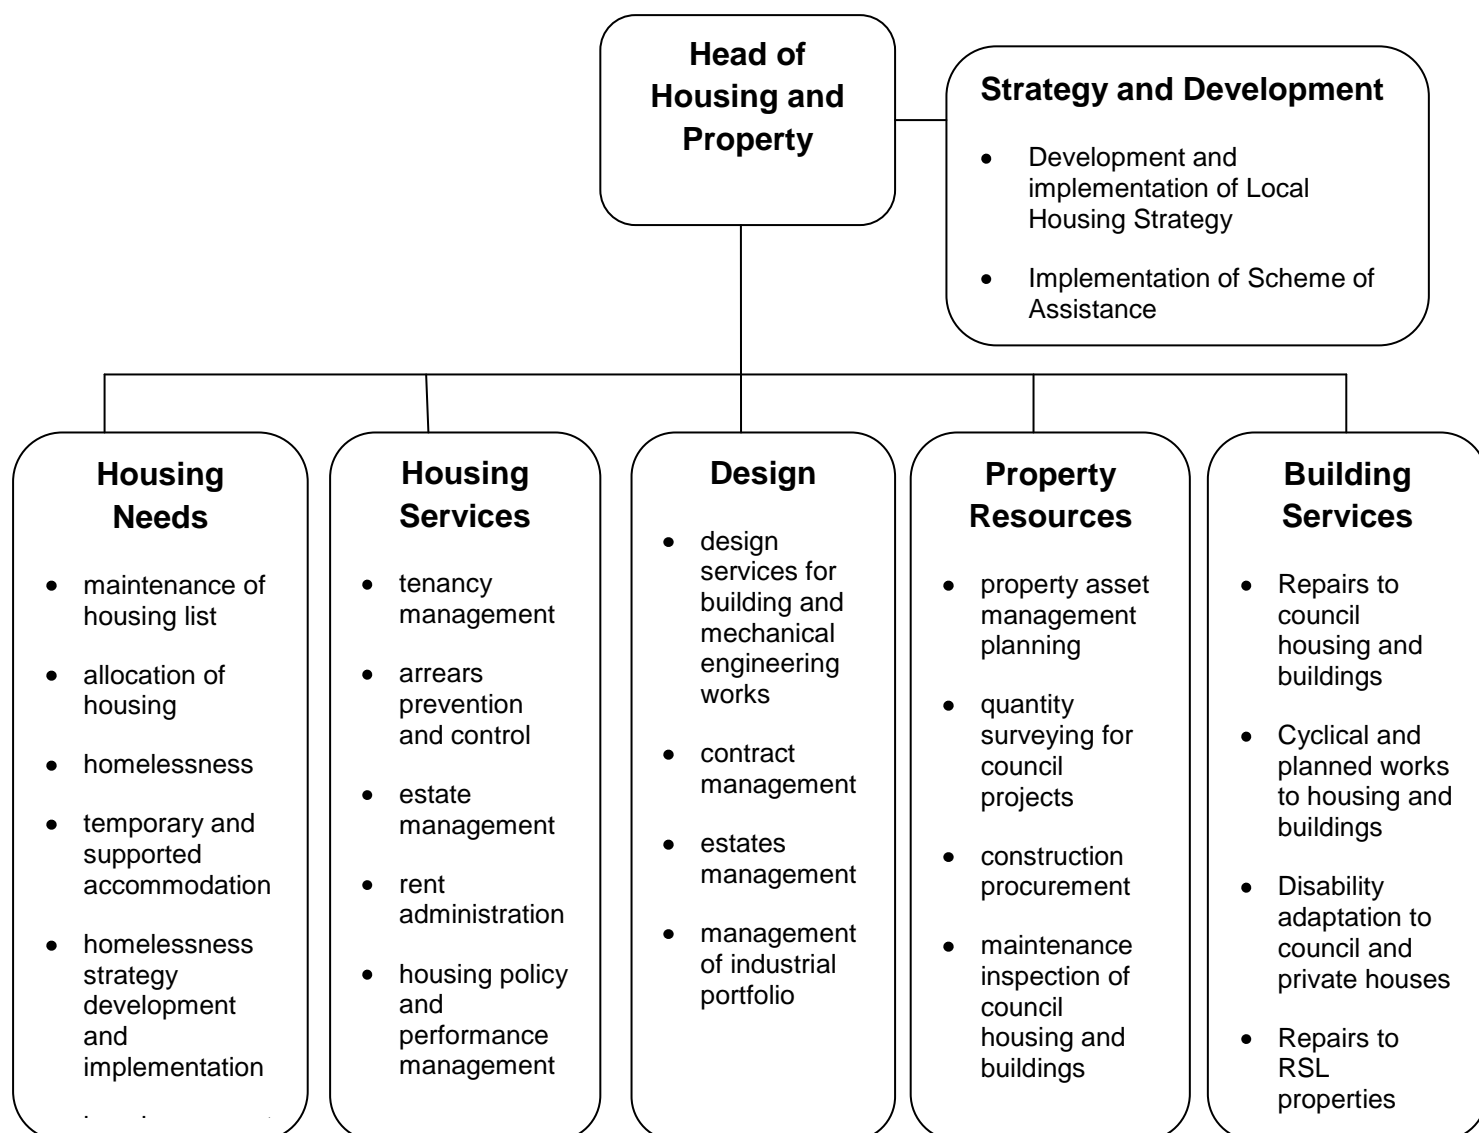 Head of
Housing and
Property
Strategy and Development
• Development and
implementation of Local
Housing Strategy
• Implementation of Scheme of
Assistance
Housing
Needs
• maintenance of
housing list
• allocation of
housing
• homelessness
• temporary and
supported
accommodation
• homelessness
strategy
development
and
implementation
Housing
Services
• tenancy
management
• arrears
prevention
and control
• estate
management
• rent
administration
• housing policy
and
performance
management
Design
• design
services for
building and
mechanical
engineering
works
• contract
management
• estates
management
• management
of industrial
portfolio
Property
Resources
• property asset
management
planning
• quantity
surveying for
council
projects
• construction
procurement
• maintenance
inspection of
council
housing and
buildings
Building
Services
• Repairs to
council
housing and
buildings
• Cyclical and
planned works
to housing and
buildings
• Disability
adaptation to
council and
private houses
• Repairs to
RSL
properties